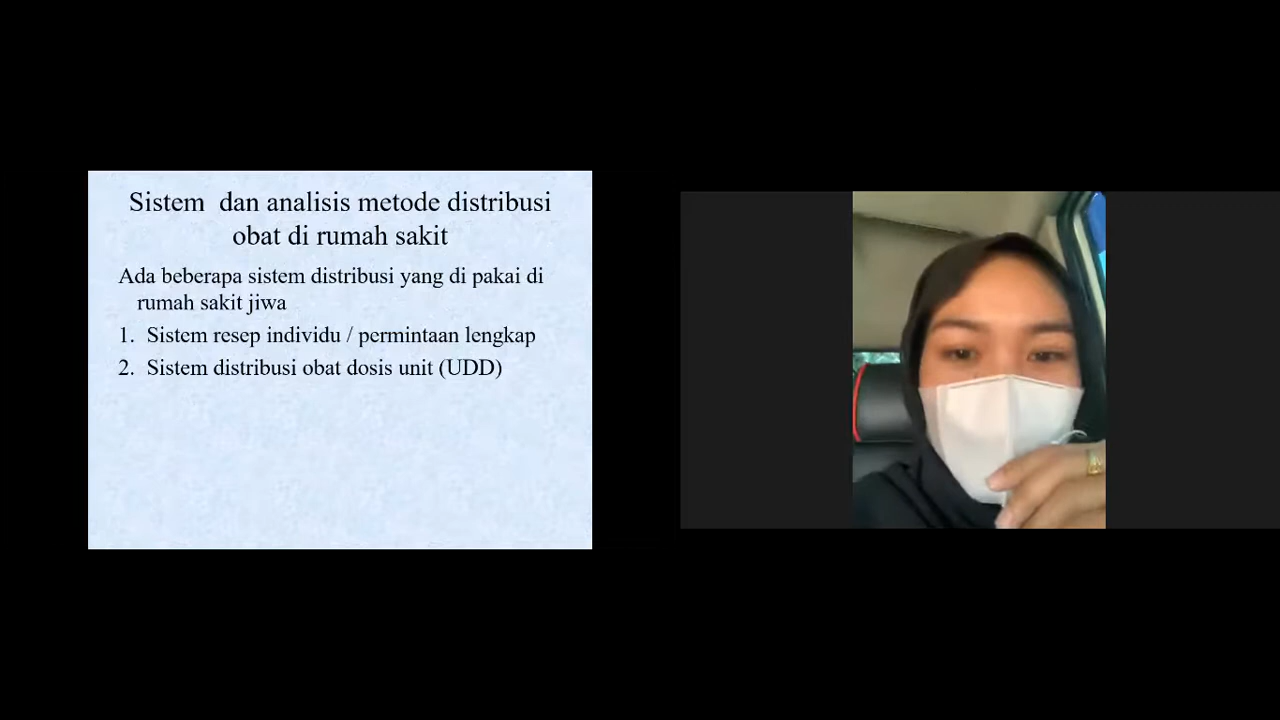 Sistem dan analisis metode distribusi
obat di rumah sakit
Ada beberapa sistem distribusi yang di pakai di
rumah sakit jiwa
1. Sistem resep individu / permintaan lengkap
2. Sistem distribusi obat dosis unit (UDD)